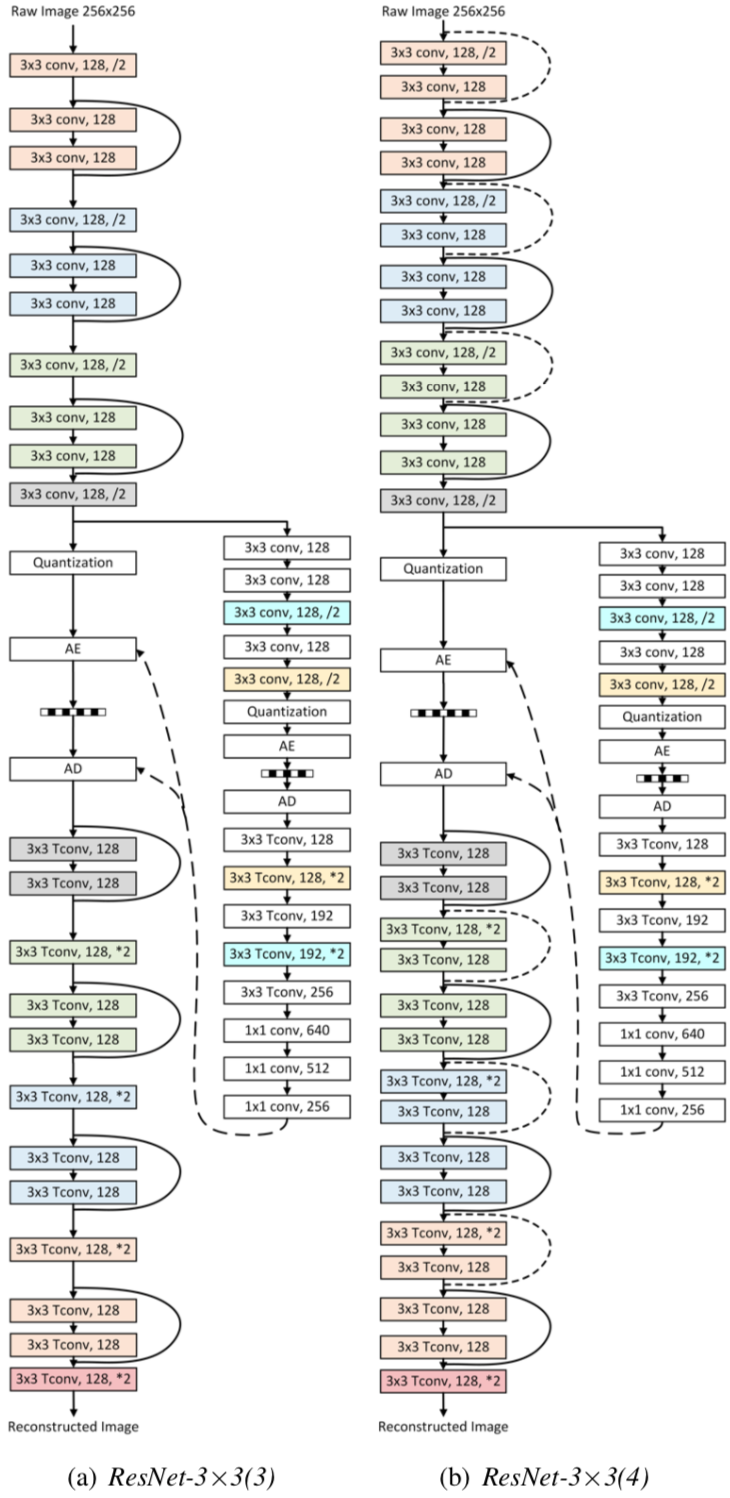 Raw Image 256x256
3x3 conv, 128, /2
3x3 conv, 128
3x3 conv, 128
3x3 conv, 128, /2
3x3 conv, 128
3x3 conv, 128
3x3 conv, 128, /2
3x3 conv, 128
3x3 conv, 128
3x3 conv, 128, /2
Quantization
AE
AD
3x3 Tconv, 128
3x3 Tconv, 128
3x3 Tconv, 128, *2
3x3 Tconv, 128
3x3 Tconv, 128
3x3 Tconv, 128, *2
3x3 Tconv, 128
3x3 Tconv, 128
3x3 Tconv, 128, *2
3x3 Tconv, 128
3x3 Tconv, 128
3x3 Tconv, 128, *2
Reconstructed Image
3x3 conv, 128
3x3 conv, 128
3x3 conv, 128, /2
3x3 conv, 128
3x3 conv, 128, /2
Quantization
AE
AD
3x3 Tconv, 128
3x3 Tconv, 128, *2
3x3 Tconv, 192
3x3 Tconv, 192, *2
3x3 Tconv, 256
1x1 conv, 640
1x1 conv, 512
1x1 conv, 256
(a) ResNet-3×3(3)
Raw Image 256x256
3x3 conv, 128, /2
3x3 conv, 128
3x3 conv, 128
3x3 conv, 128
3x3 conv, 128, /2
3x3 conv, 128
3x3 conv, 128
3x3 conv, 128
3x3 conv, 128, /2
3x3 conv, 128
3x3 conv, 128
3x3 conv, 128
3x3 conv, 128, /2
Quantization
AE
AD
3x3 Tconv, 128
3x3 Tconv, 128
3x3 Tconv, 128, *2
3x3 Tconv, 128
3x3 Tconv, 128
3x3 Tconv, 128
3x3 Tconv, 128, *2
3x3 Tconv, 128
3x3 Tconv, 128
3x3 Tconv, 128
3x3 Tconv, 128, *2
3x3 Tconv, 128
3x3 Tconv, 128
3x3 Tconv, 128
3x3 Tconv, 128, *2
Reconstructed Image
3x3 conv, 128
3x3 conv, 128
3x3 conv, 128, /2
3x3 conv, 128
3x3 conv, 128, /2
Quantization
AE
AD
3x3 Tconv, 128
3x3 Tconv, 128, *2
3x3 Tconv, 192
3x3 Tconv, 192, *2
3x3 Tconv, 256
1x1 conv, 640
1x1 conv, 512
1x1 conv, 256
(b) ResNet-3×3(4)